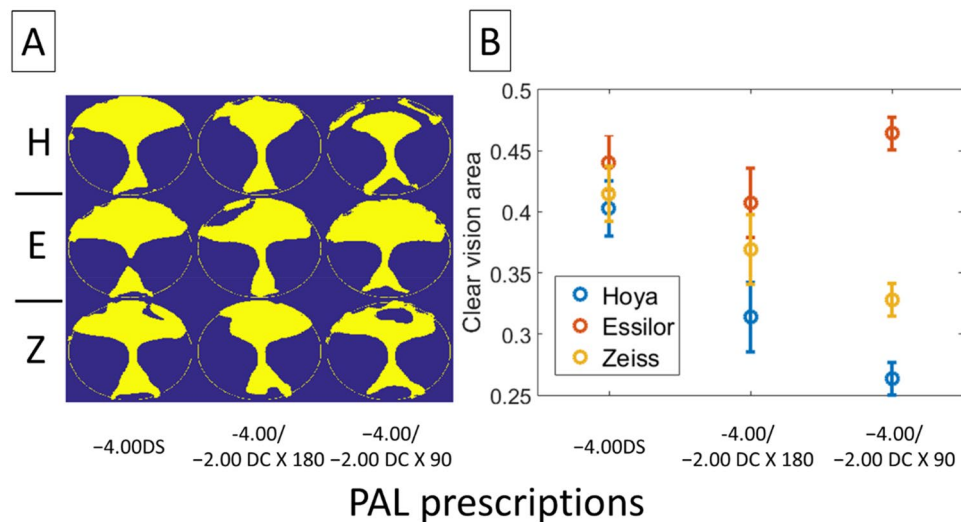 A
H
E
Z
−4.00DS
-4.00/
−2.00 DC X 180
−4.00/
−2.00 DC X 90
B
Clear vision area
0.5
0.45
0.4
0.35
0.3
0.25
Hoya
Essilor
Zeiss
−4.00DS
-4.00/
−2.00 DC X 180
−4.00/
−2.00 DC X 90
PAL prescriptions